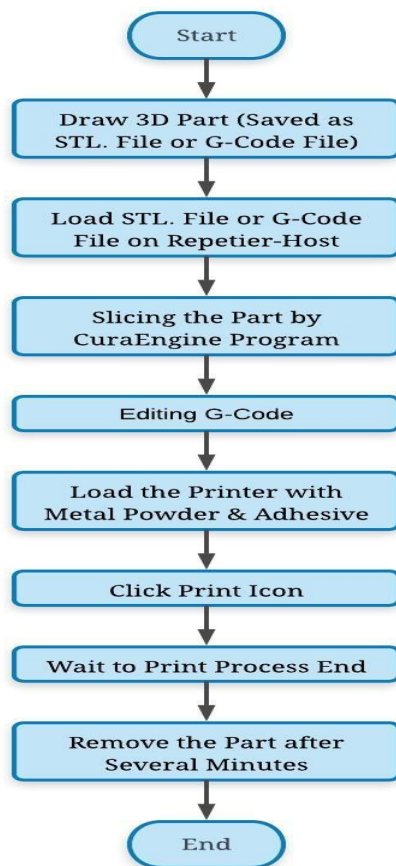 Start
Draw 3D Part (Saved as
STL. File or G-Code File)
Load STL. File or G-Code
File on Repetier-Host
Slicing the Part by
CuraEngine Program
Editing G-Code
Load the Printer with
Metal Powder & Adhesive
Click Print Icon
Wait to Print Process End
Remove the Part after
Several Minutes
End